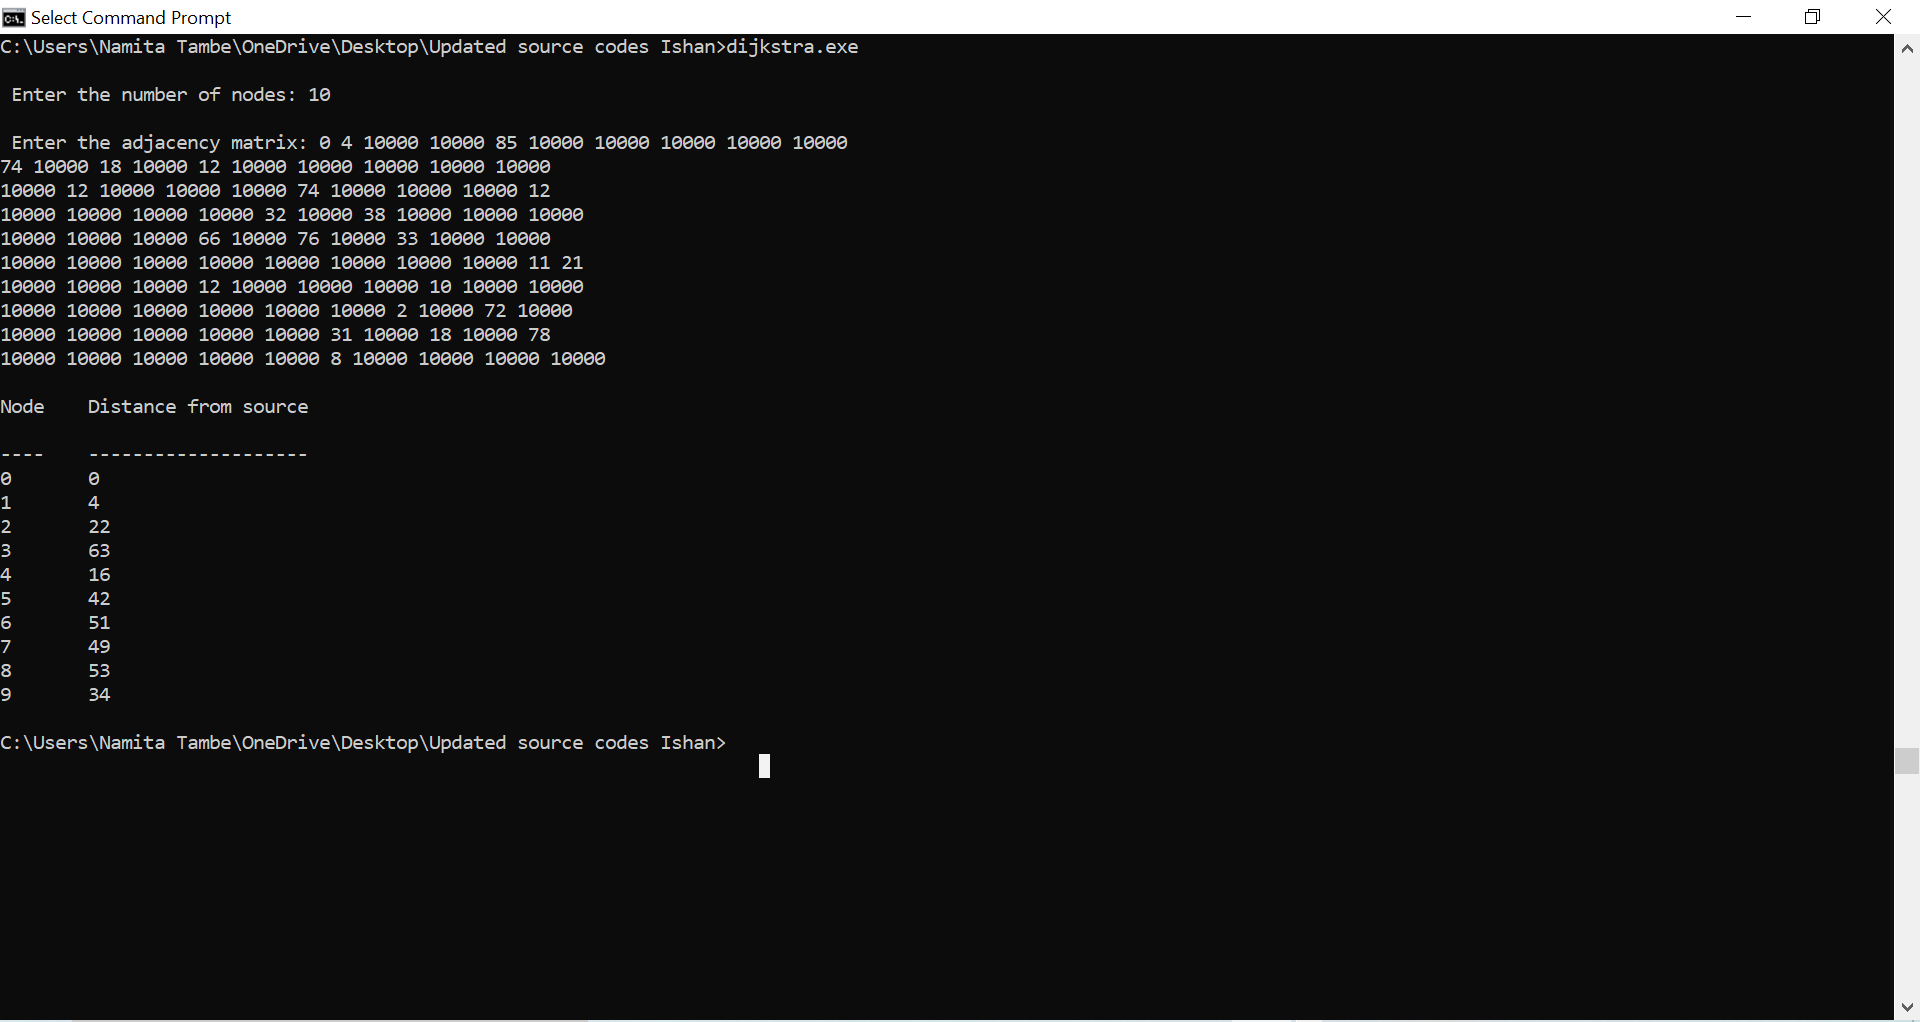 Select Command Prompt
C:\Users\Namita Tambe\OneDrive\Desktop\Updated source codes Ishan>dijkstra.exe
Enter the number of nodes: 10
Enter the adjacency matrix: 0 4 10000 10000 85 10000 10000 10000 10000 10000
74 10000 18 10000 12 10000 10000 10000 10000 10000
10000 12 10000 10000 10000 74 10000 10000 10000 12
10000 10000 10000 10000 32 10000 38 10000 10000 10000
10000 10000 10000 66 10000 76 10000 33 10000 10000
10000 10000 10000 10000 10000 10000 10000 10000 11 21
10000 10000 10000 12 10000 10000 10000 10 10000 10000
10000 10000 10000 10000 10000 10000 2 10000 72 10000
10000 10000 10000 10000 10000 31 10000 18 10000 78
10000 10000 10000 10000 10000 8 10000 10000 10000 10000
Node    Distance from source
----    --------------------
0       0
1       4
2       22
3       63
4       16
5       42
6       51
7       49
8       53
9       34
C:\Users\Namita Tambe\OneDrive\Desktop\Updated source codes Ishan>